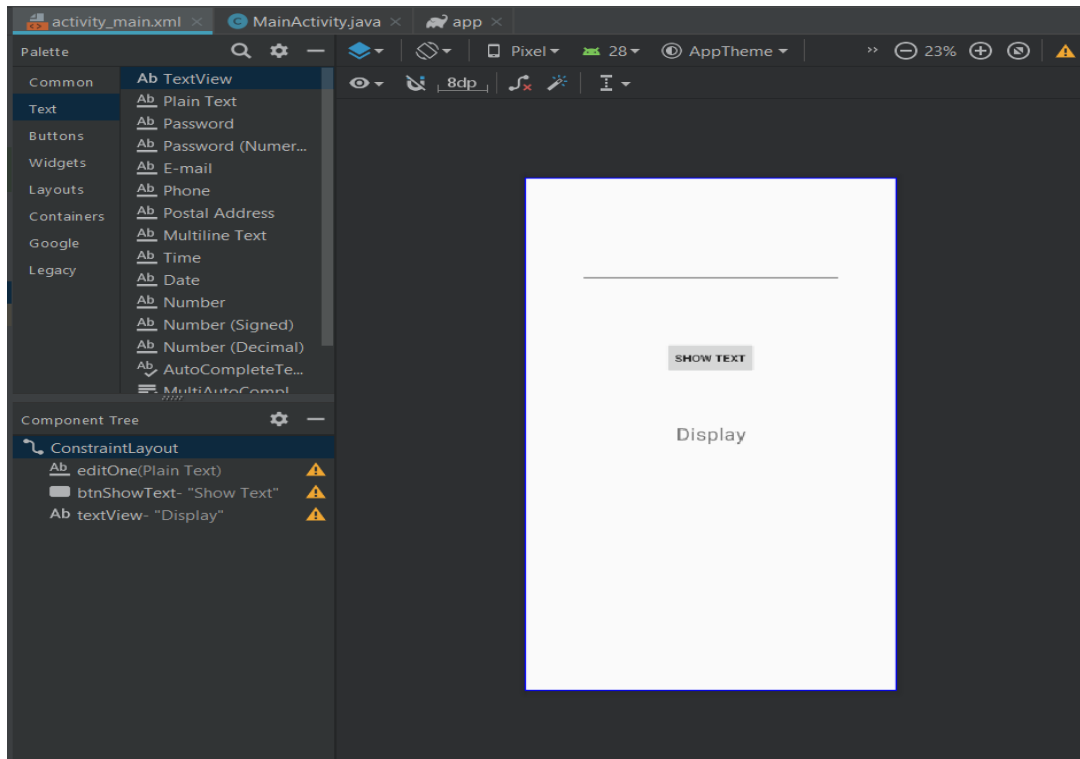 activity_main.xml MainActivity.java app
Palette Pixel 28 AppTheme 23%
8dp
Common
Text
Buttons
Widgets
Layouts
Containers
Google
Legacy
Ab TextView
Ab Plain Text
Ab Password
Ab Password (Numer...
Ab E-mail
Ab Phone
Ab Postal Address
Ab Multiline Text
Ab Time
Ab Date
Ab Number
Ab Number (Signed)
Ab Number (Decimal)
Ab AutoCompleteTe...
MultiAutoCompl
Component Tree
ConstraintLayout
Ab editOne(Plain Text)
btnShowText- "Show Text"
Ab textView- "Display"
SHOW TEXT
Display